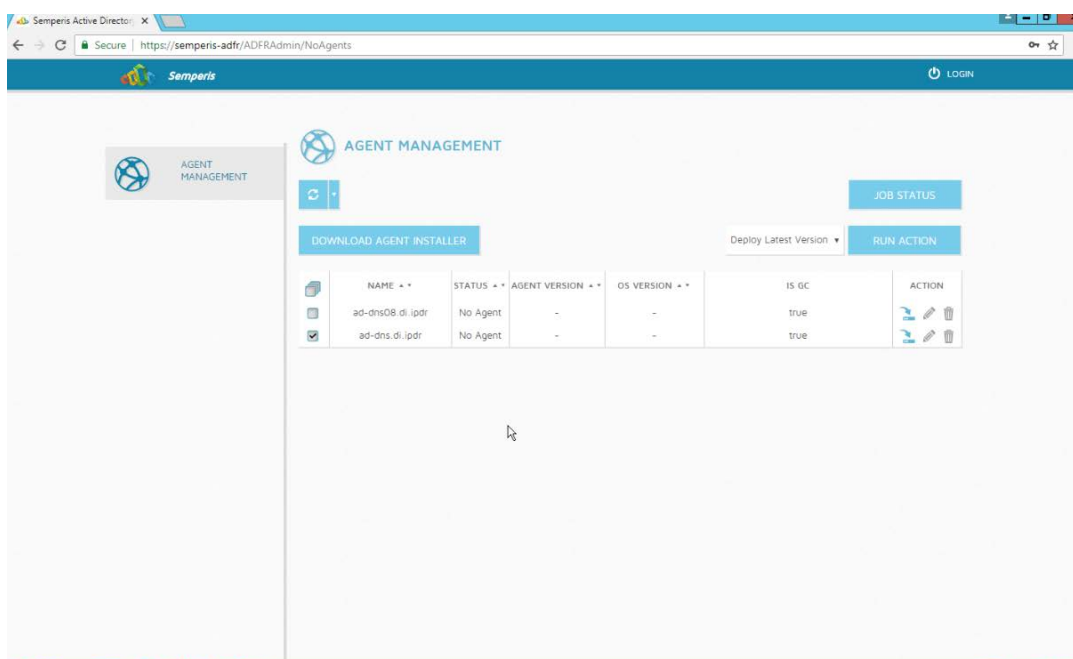 Semperis Active Director
Secure | https://semperis-adfr/ADFRAdmin/NoAgents
Semperis
LOGIN
AGENT MANAGEMENT
AGENT
MANAGEMENT
JOB STATUS
DOWNLOAD AGENT INSTALLER
Deploy Latest Version
RUN ACTION
NAME STATUS AGENT VERSION OS VERSION IS GC ACTION
ad-dns08.di.ipdr No Agent - - true
ad-dns.di.ipdr No Agent - - true